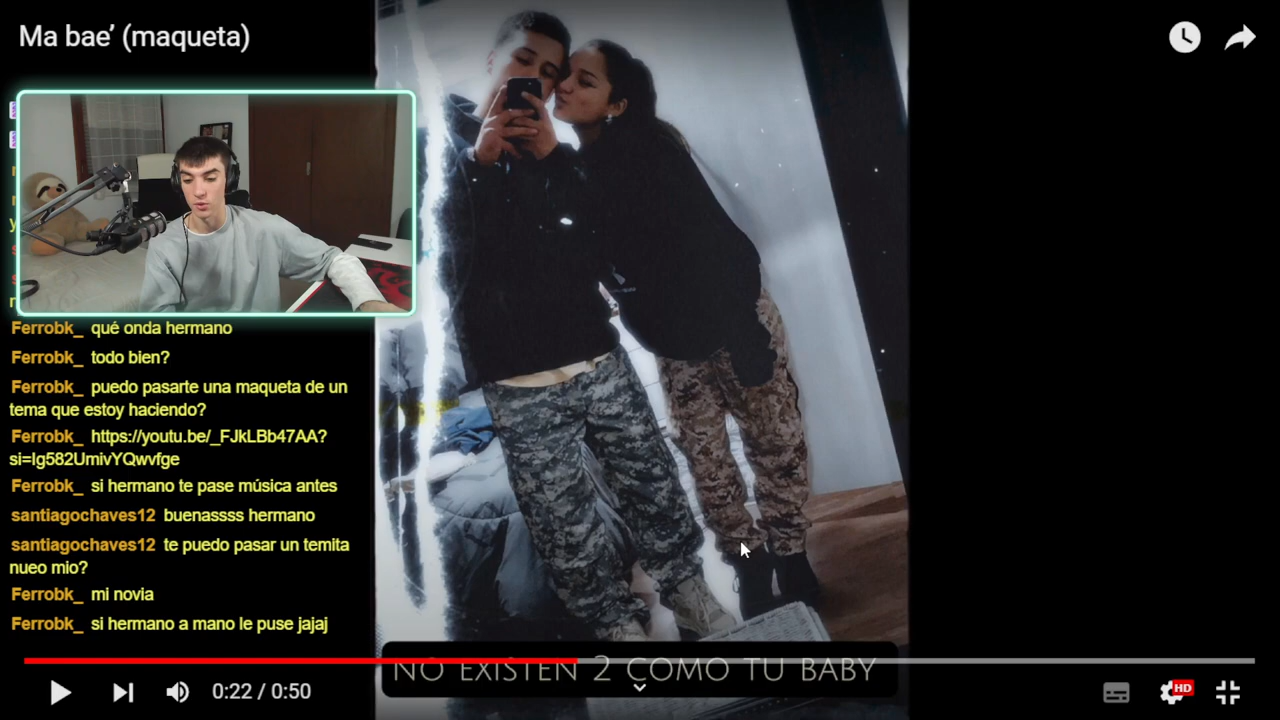 Ma bae’ (maqueta)
Ferrobk_ qué onda hermano
Ferrobk_ todo bien?
Ferrobk_ puedo pasarte una maqueta de un
tema que estoy haciendo?
Ferrobk_ https://youtu.be/_FJkLBb47AA?
si=Ig582UmivYQwvfge
Ferrobk_ si hermano te pase música antes
santiagochaves12 buenassss hermano
santiagochaves12 te puedo pasar un temita
nueo mio?
Ferrobk_ mi novia
Ferrobk_ si hermano a mano le puse jajaj
NO EXISTEN 2 COMO TU BABY
0:22 / 0:50
HD